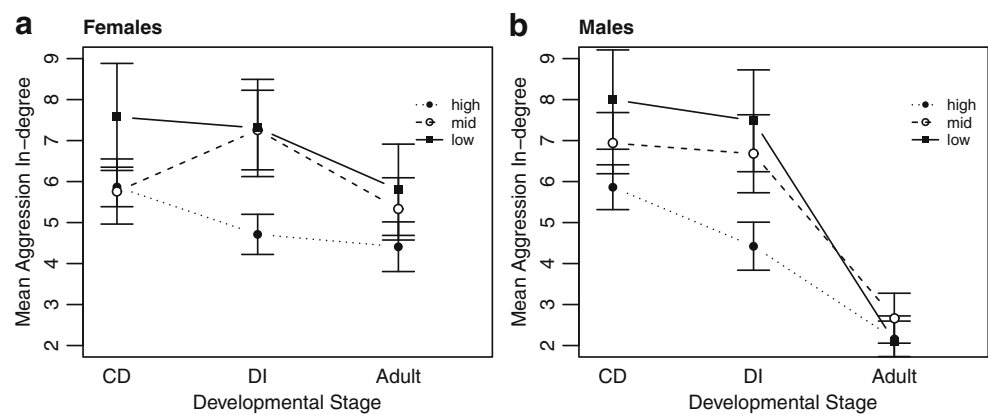 a Females
Mean Aggression In−degree
9
8
7
6
5
4
3
2
high
mid
low
CD DI Adult
Developmental Stage
b Males
Mean Aggression In−degree
9
8
7
6
5
4
3
2
high
mid
low
CD DI Adult
Developmental Stage